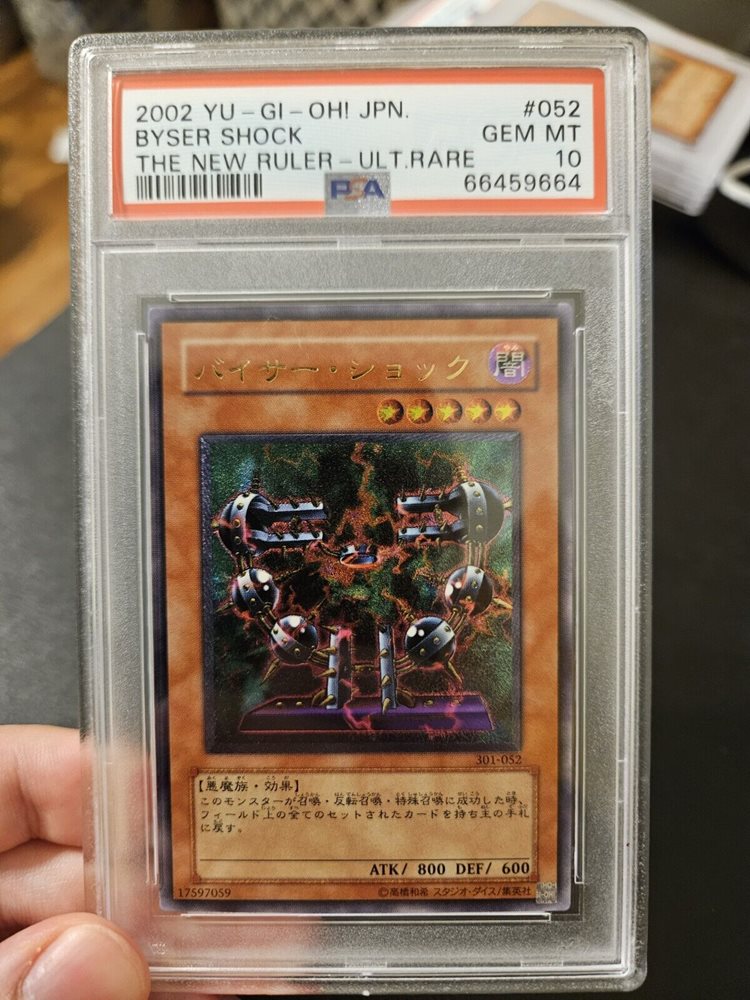 2002 YU-GI-OH! JPN. #052
BYSER SHOCK GEM MT
THE NEW RULER-ULT.RARE 10
PSA 66459664
バイサー・ショック 闇
301-052
【悪魔族・効果】
このモンスターが召喚・反転召喚・特殊召喚に成功した時、
フィールド上の全てのセットされたカードを持ち主の手札
に戻す。
ATK/ 800 DEF/ 600
17597059 ©高橋和希 スタジオ・ダイス/集英社